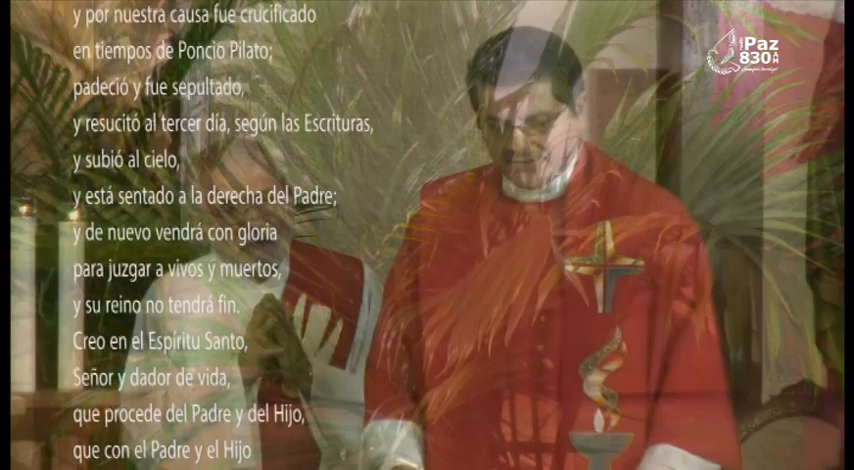 y por nuestra causa fue crucificado
en tiempos de Poncio Pilato;
padeció y fue sepultado,
y resucitó al tercer día, según las Escrituras,
y subió al cielo,
y está sentado a la derecha del Padre;
y de nuevo vendrá con gloria
para juzgar a vivos y muertos,
y su reino no tendrá fin.
Creo en el Espíritu Santo,
Señor y dador de vida,
que procede del Padre y del Hijo,
que con el Padre y el Hijo
Paz
830